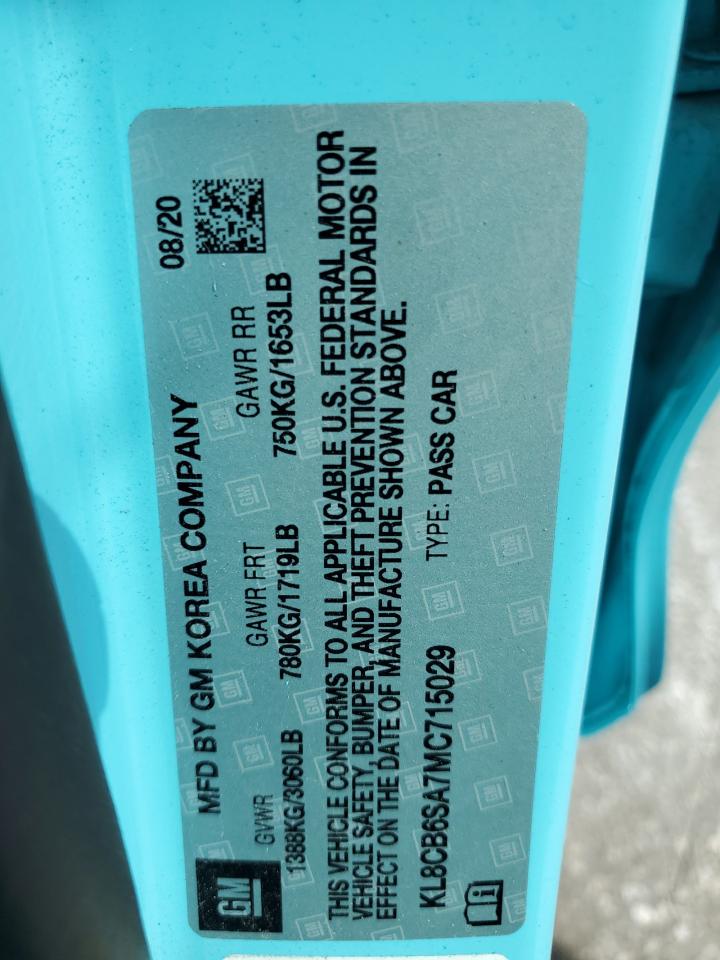 GM
MFD BY GM KOREA COMPANY 08/20
GVWR GAWR FRT GAWR RR
1388KG/3060LB 780KG/1719LB 750KG/1653LB
THIS VEHICLE CONFORMS TO ALL APPLICABLE U.S. FEDERAL MOTOR
VEHICLE SAFETY, BUMPER, AND THEFT PREVENTION STANDARDS IN
EFFECT ON THE DATE OF MANUFACTURE SHOWN ABOVE.
KL8CB6SA7MC715029 TYPE: PASS CAR